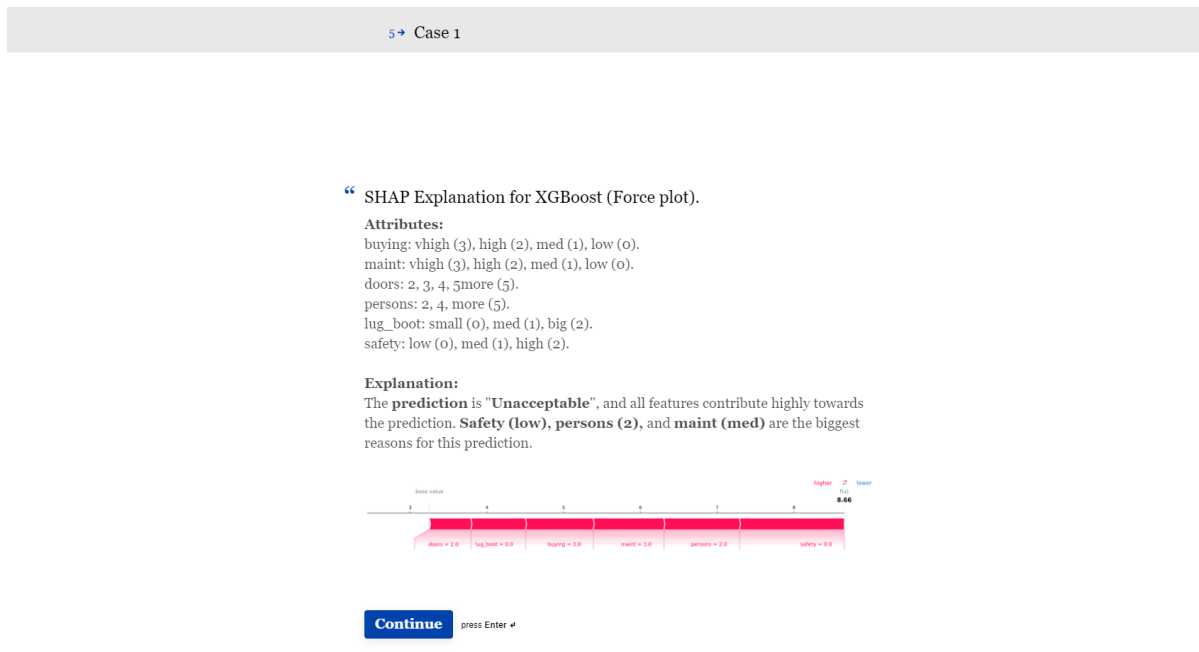 5→ Case 1
“ SHAP Explanation for XGBoost (Force plot).
Attributes:
buying: vhigh (3), high (2), med (1), low (0).
maint: vhigh (3), high (2), med (1), low (0).
doors: 2, 3, 4, 5more (5).
persons: 2, 4, more (5).
lug_boot: small (0), med (1), big (2).
safety: low (0), med (1), high (2).
Explanation:
The prediction is "Unacceptable", and all features contribute highly towards
the prediction. Safety (low), persons (2), and maint (med) are the biggest
reasons for this prediction.
higher ⇄ lower
base value f(x)
8.66
3 4 5 6 7 8
doors = 2.0 lug_boot = 0.0 buying = 3.0 maint = 3.0 persons = 2.0 safety = 0.0
Continue press Enter ↵